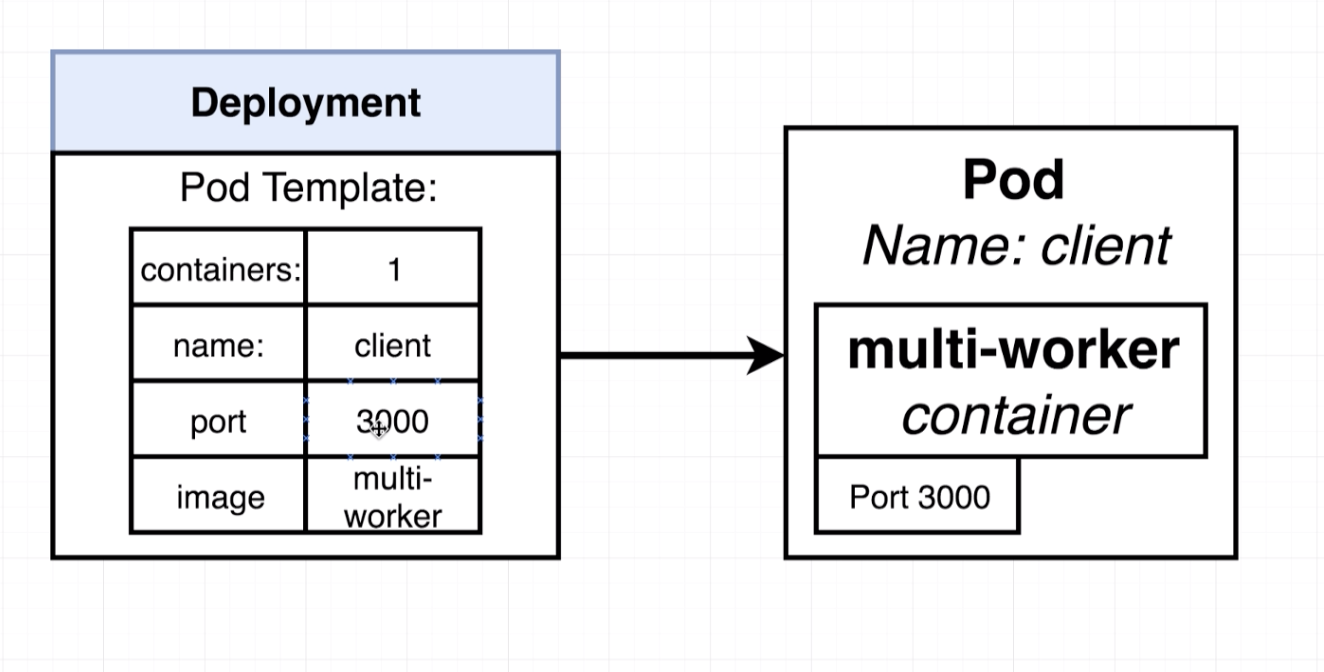 Deployment
Pod Template:
containers: 1
name: client
port 3000
image multi-
worker
Pod
Name: client
multi-worker
container
Port 3000